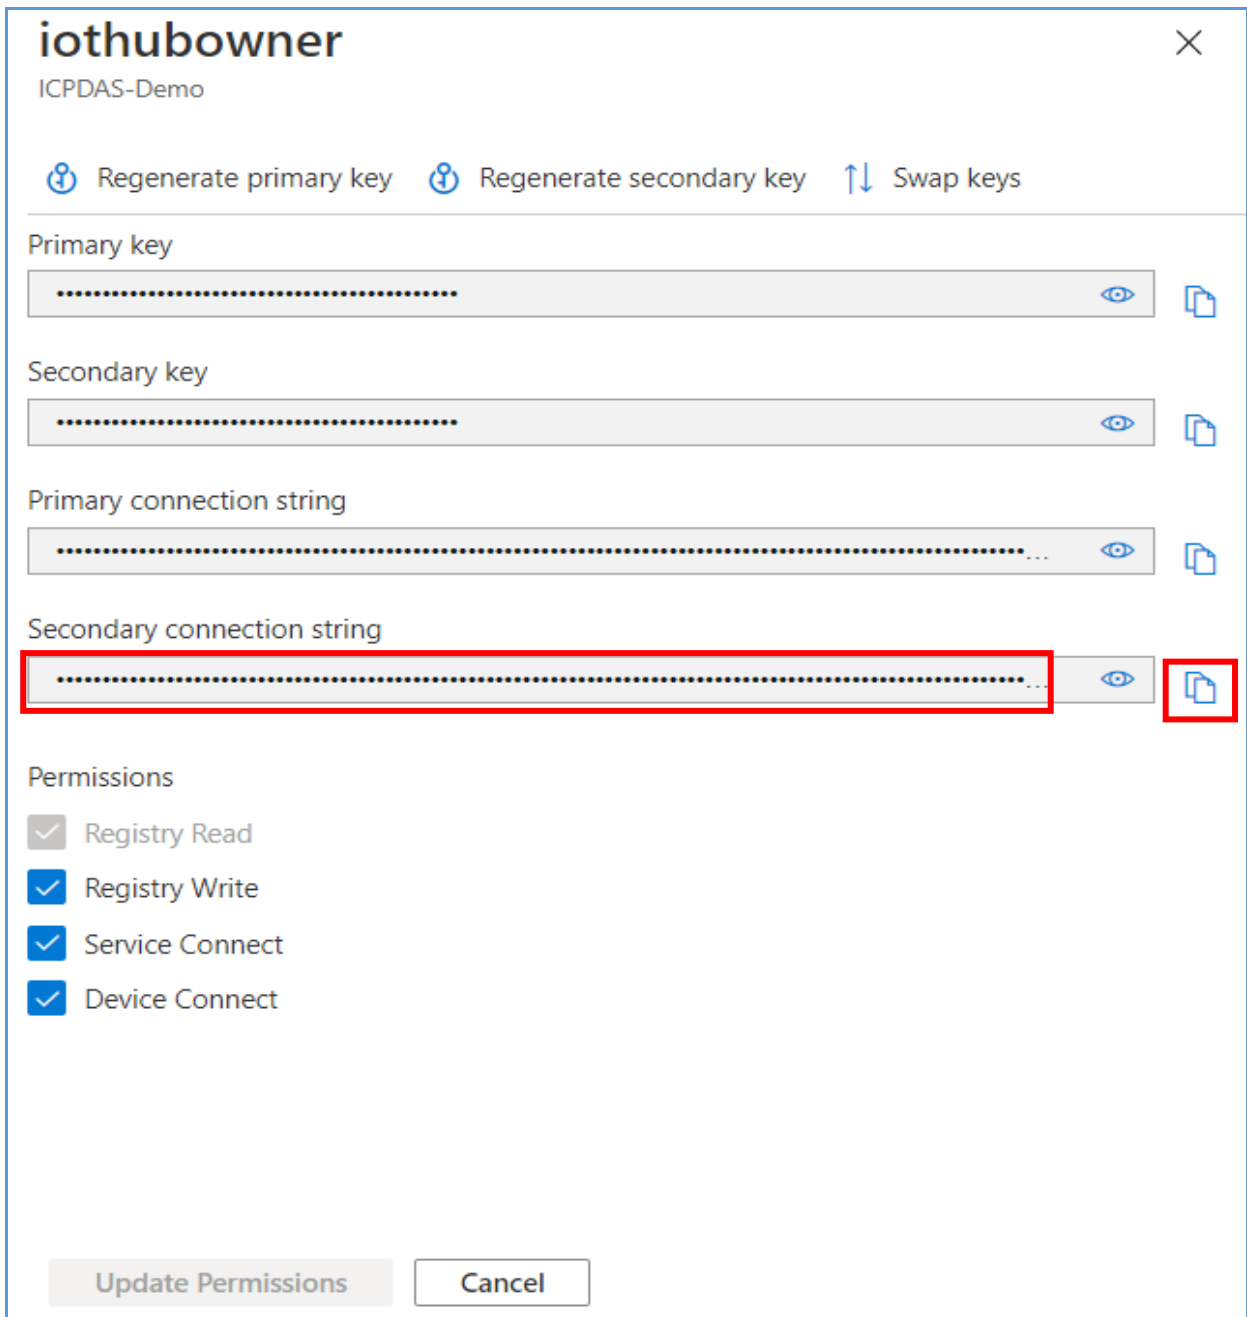 iothubowner
ICPDAS-Demo
Regenerate primary key Regenerate secondary key Swap keys
Primary key
••••••••••••••••••••••••••••••••••••••••••••
Secondary key
••••••••••••••••••••••••••••••••••••••••••••
Primary connection string
••••••••••••••••••••••••••••••••••••••••••••••••••••••••••••••••••••••••••••••••••••••••••••••••••••••••••...
Secondary connection string
••••••••••••••••••••••••••••••••••••••••••••••••••••••••••••••••••••••••••••••••••••••••••••••••••••••••••...
Permissions
Registry Read
Registry Write
Service Connect
Device Connect
Update Permissions Cancel